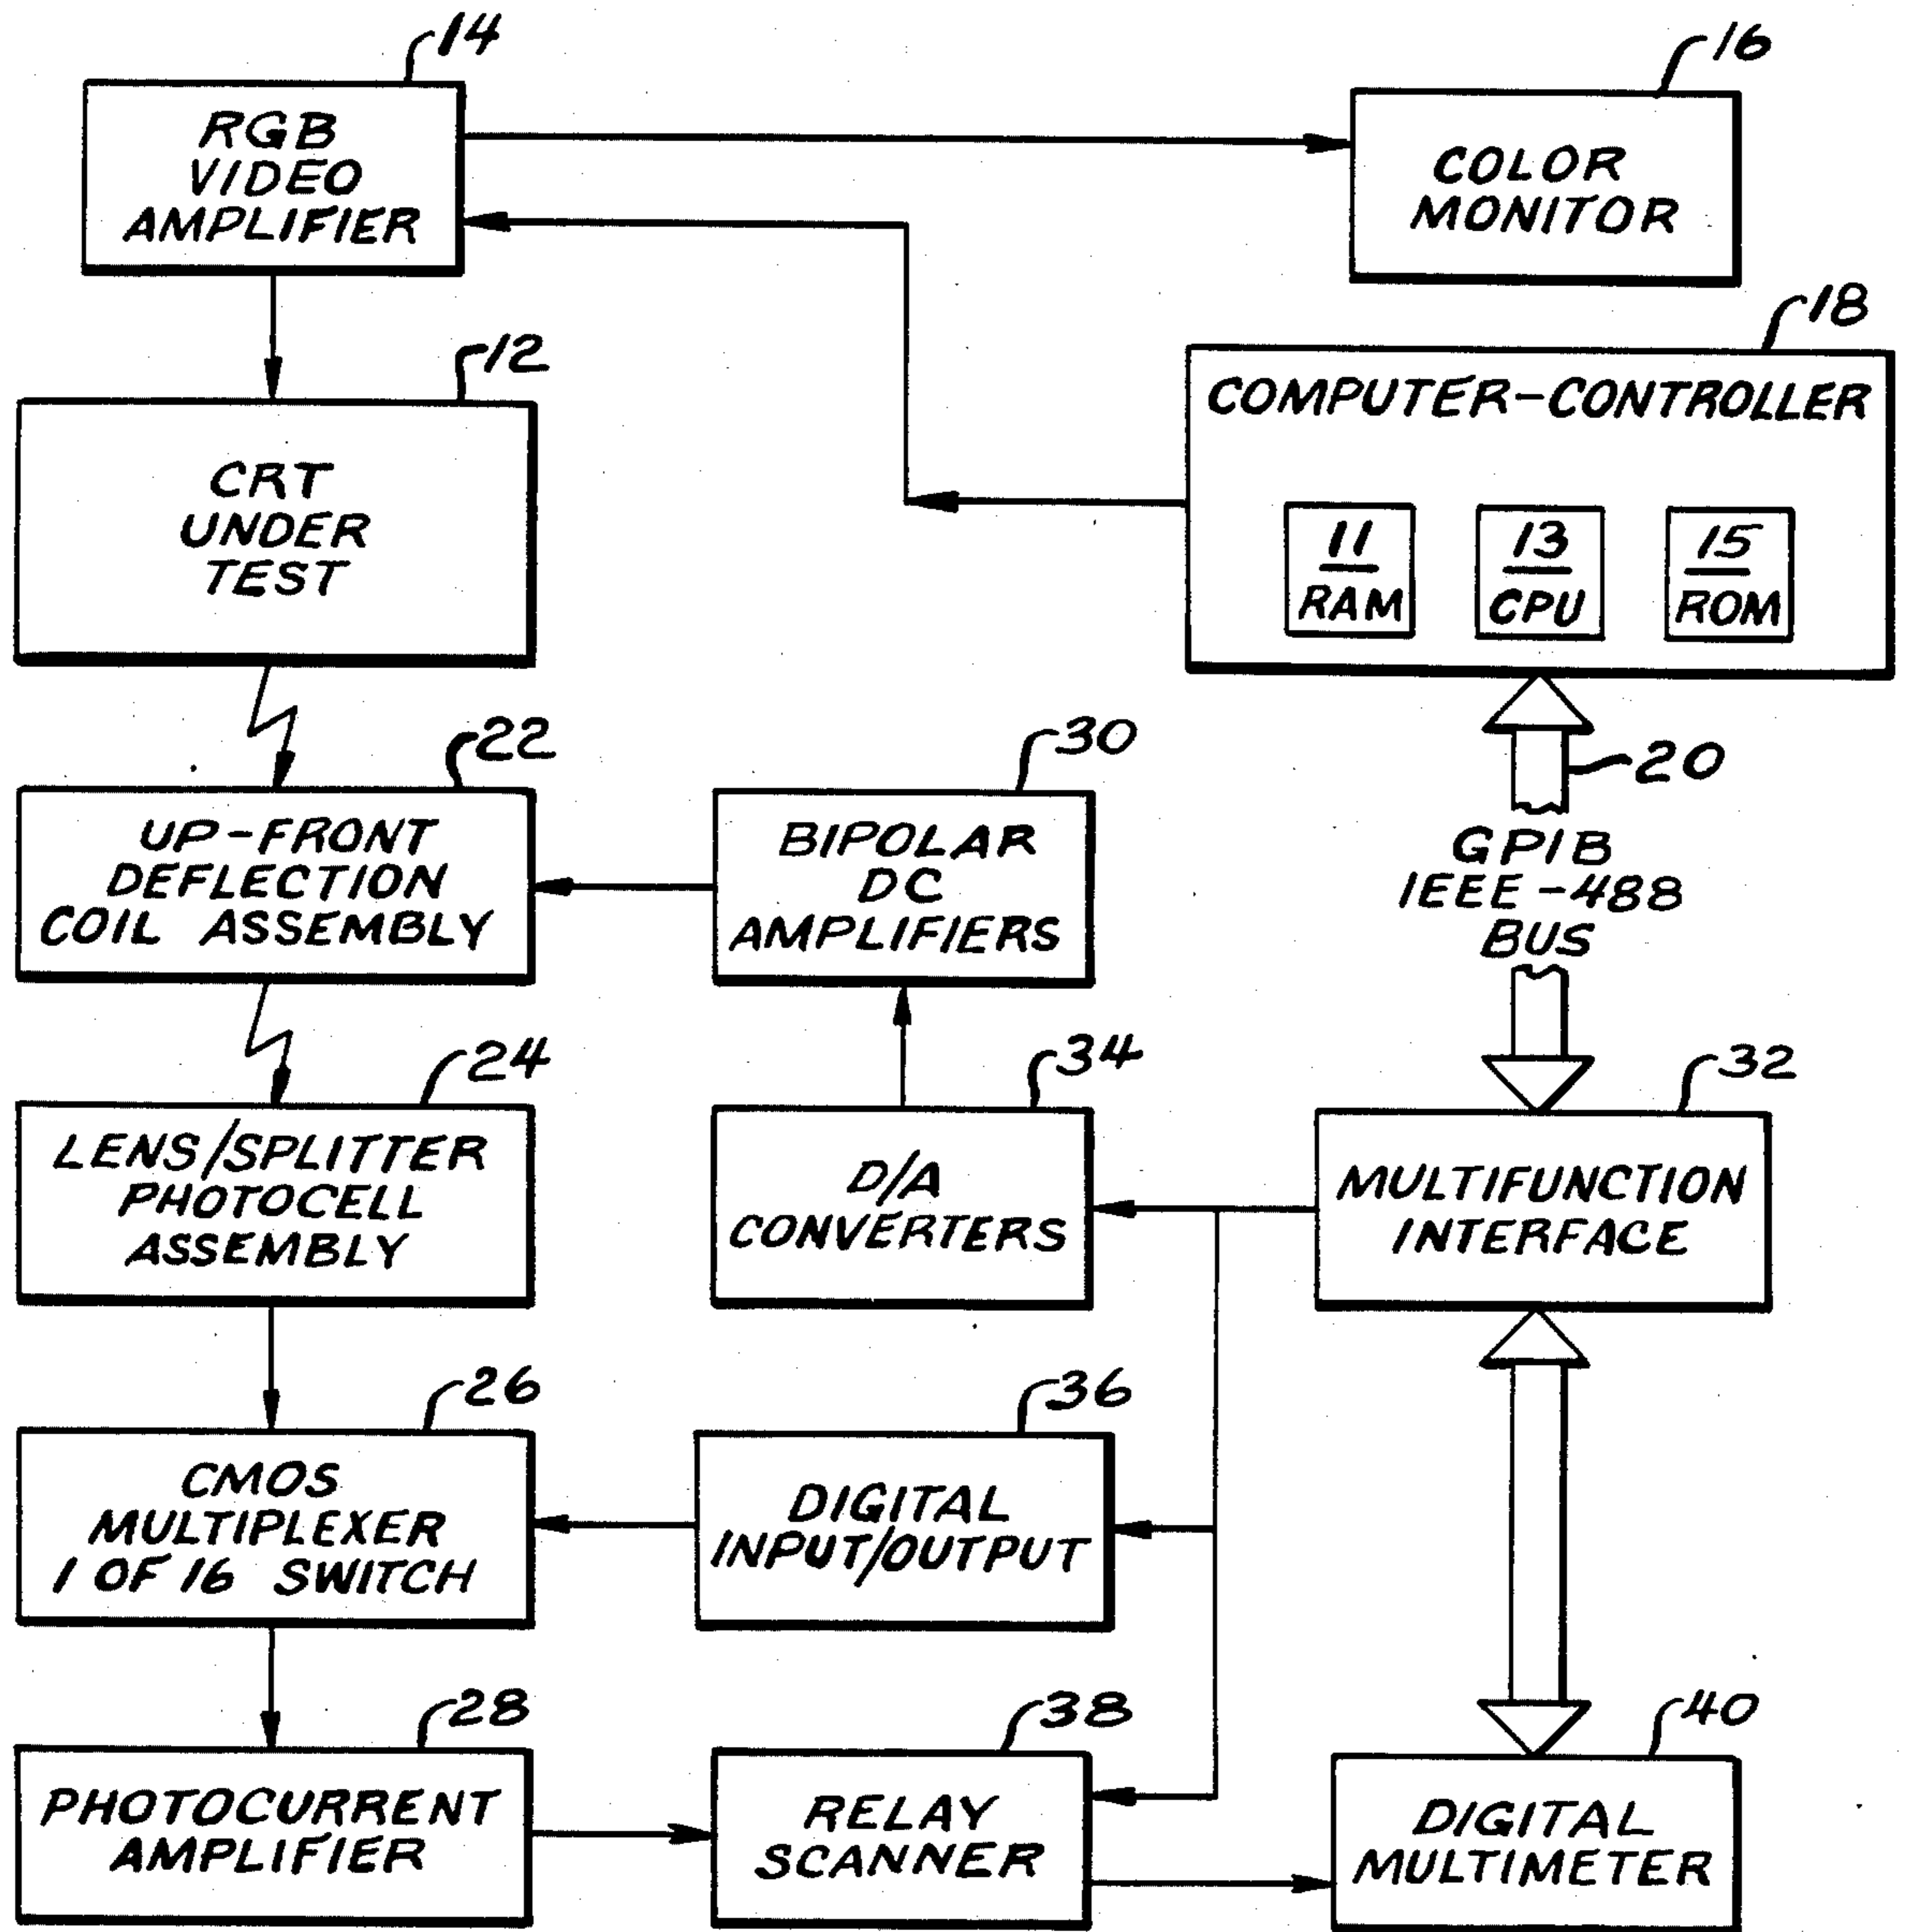 14
RGB
VIDEO
AMPLIFIER
16
COLOR
MONITOR
18
COMPUTER-CONTROLLER
11
RAM
13
CPU
15
ROM
12
CRT
UNDER
TEST
20
GPIB
IEEE-488
BUS
22
UP-FRONT
DEFLECTION
COIL ASSEMBLY
30
BIPOLAR
DC
AMPLIFIERS
24
LENS/SPLITTER
PHOTOCELL
ASSEMBLY
34
D/A
CONVERTERS
32
MULTIFUNCTION
INTERFACE
26
CMOS
MULTIPLEXER
1 OF 16 SWITCH
36
DIGITAL
INPUT/OUTPUT
28
PHOTOCURRENT
AMPLIFIER
38
RELAY
SCANNER
40
DIGITAL
MULTIMETER